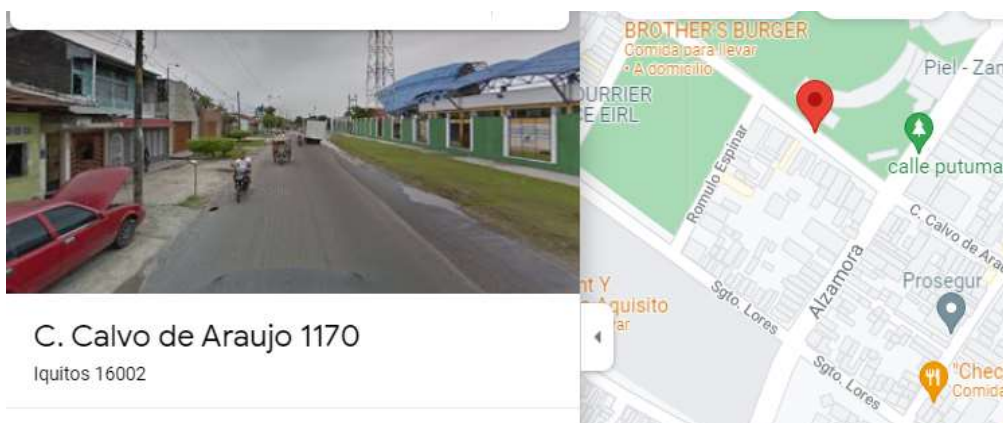 C. Calvo de Araujo 1170
Iquitos 16002
BROTHER'S BURGER
Comida para llevar
• A domicilio
OURRIER
E EIRL
Piel - Zan
calle putuma
Romulo Espinar
C. Calvo de Arau
Alzamora
Prosegur
nt Y
Aquisito
Sgto. Lores
Sgto. Lores
"Chec
Comida